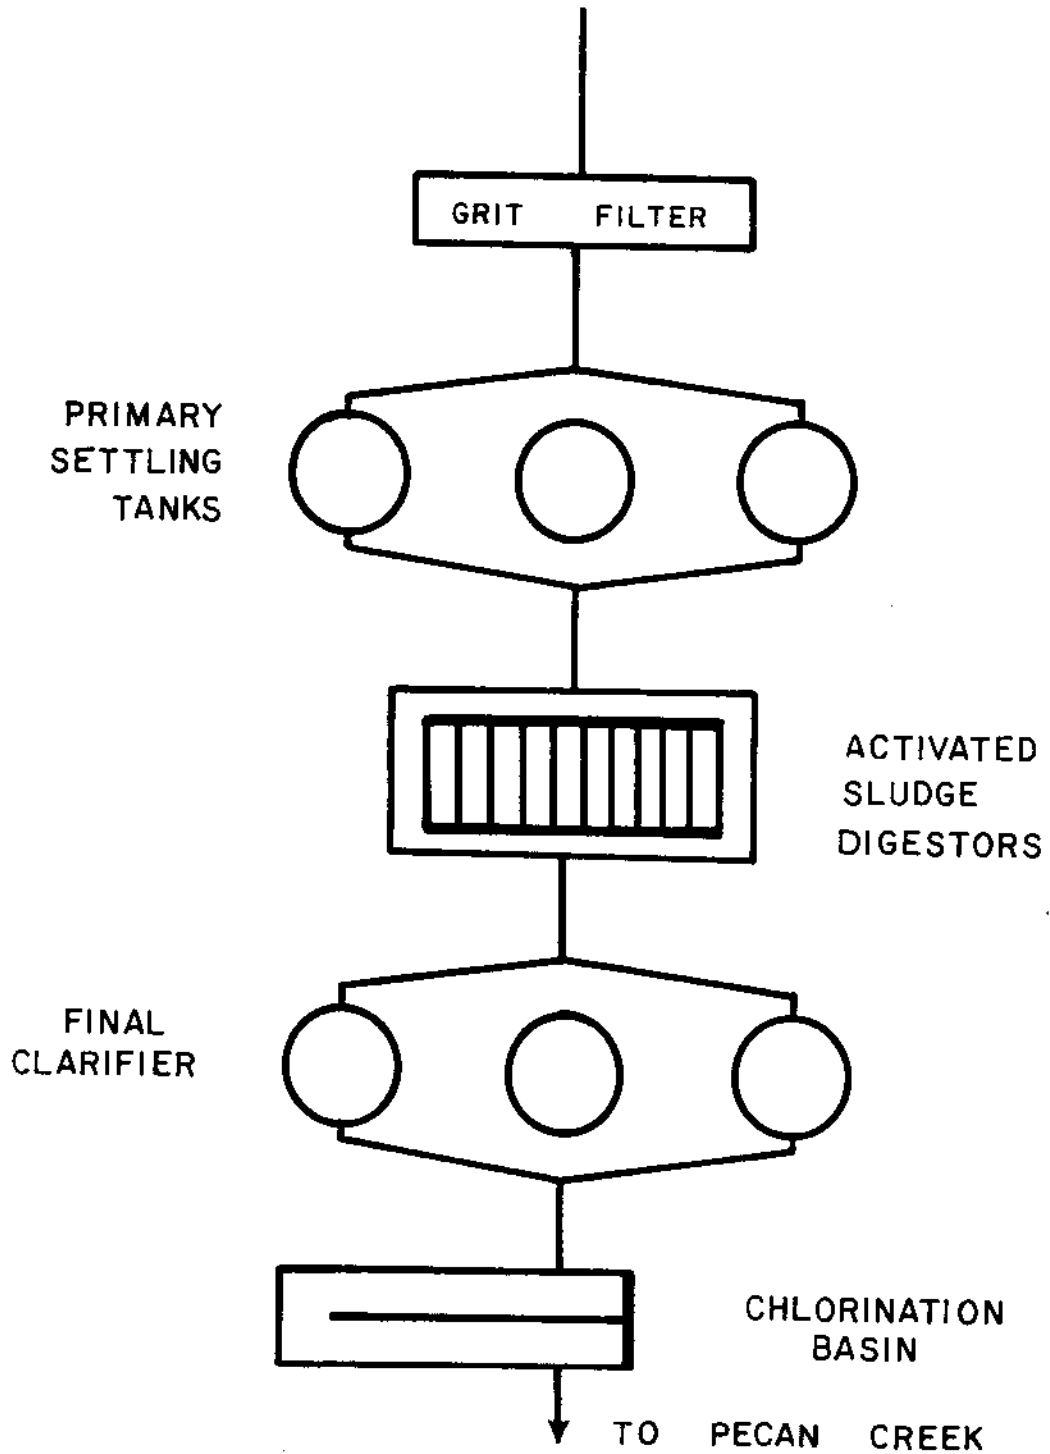 GRIT FILTER
PRIMARY
SETTLING
TANKS
ACTIVATED
SLUDGE
DIGESTORS
FINAL
CLARIFIER
CHLORINATION
BASIN
TO PECAN CREEK